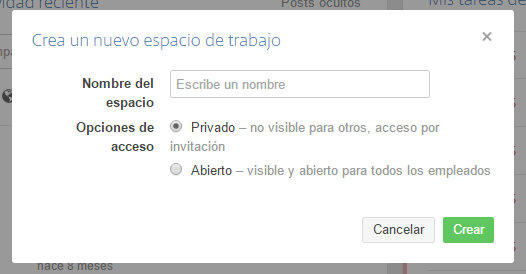 vidad reciente
Posts ocultos
Mis tareas de
Crea un nuevo espacio de trabajo
×
Nombre del espacio
Escribe un nombre
Opciones de acceso
Privado – no visible para otros, acceso por
invitación
Abierto – visible y abierto para todos los empleados
Cancelar
Crear
hace 8 meses